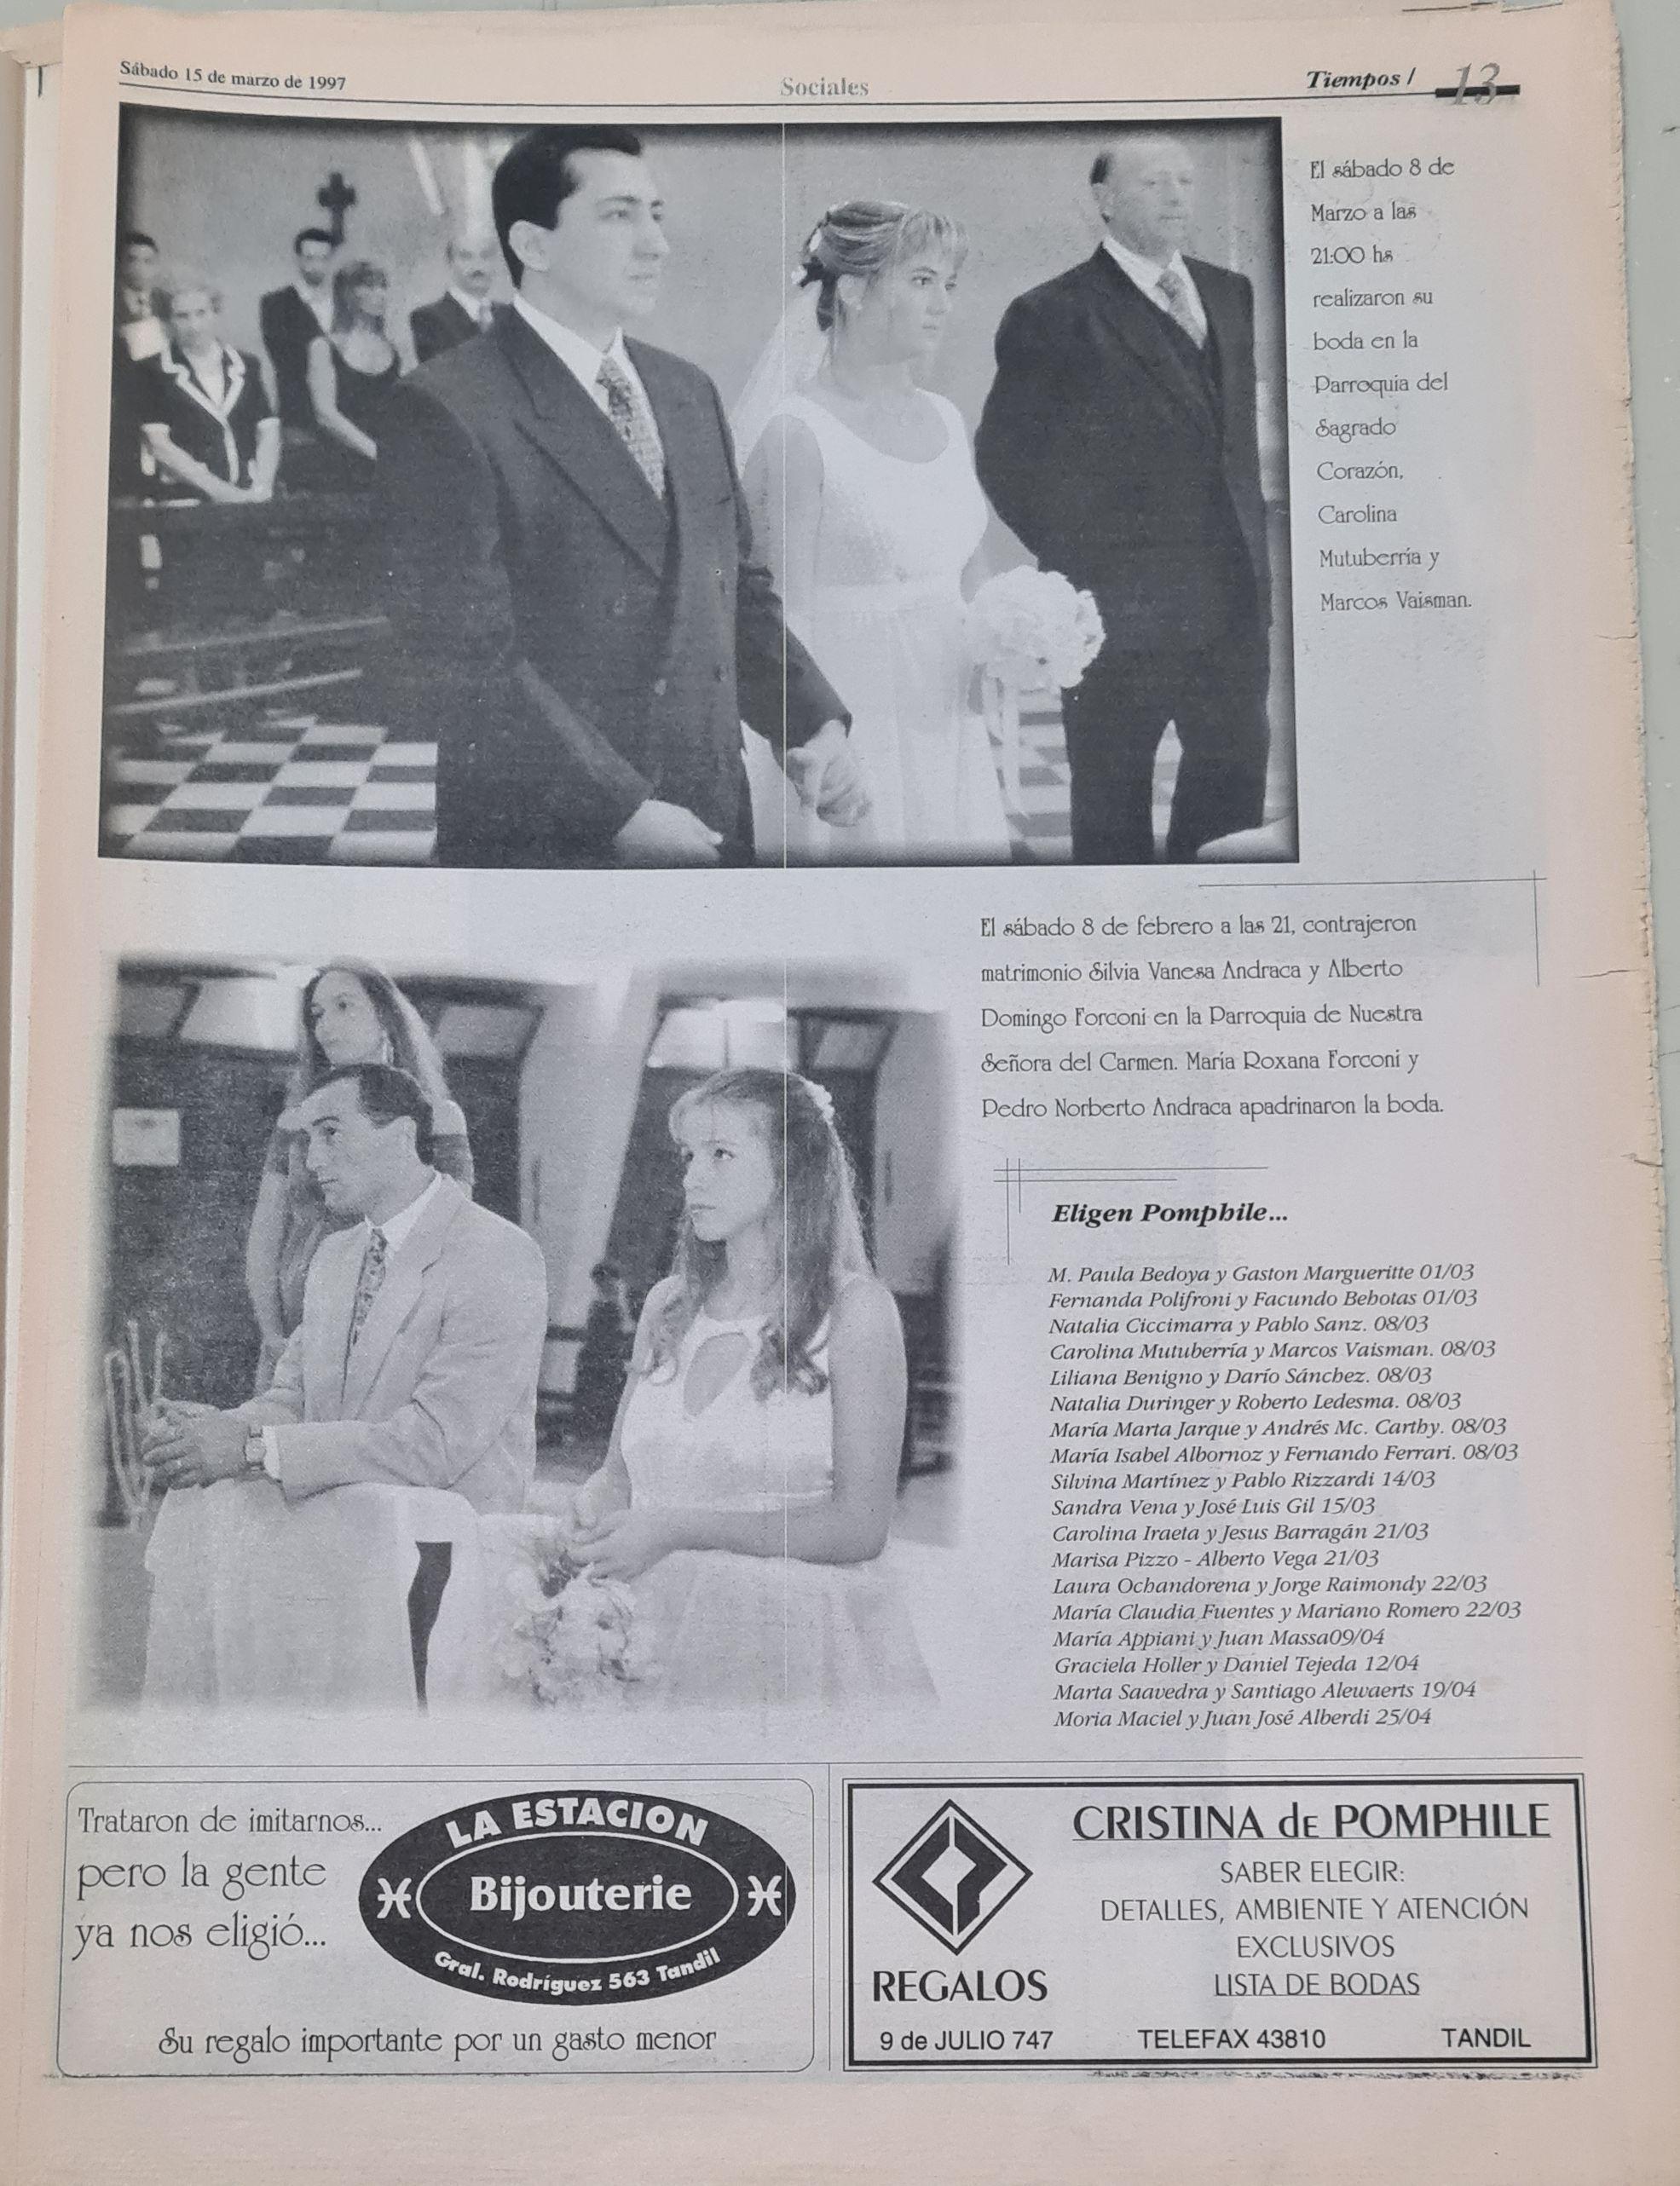 Sábado 15 de marzo de 1997
Sociales
Tiempos / 13
El sábado 8 de
Marzo a las
21:00 hs
realizaron su
boda en la
Parroquia del
Sagrado
Corazón,
Carolina
Mutuberría y
Marcos Vaisman.
El sábado 8 de febrero a las 21, contrajeron
matrimonio Silvia Vanesa Andraca y Alberto
Domingo Forconi en la Parroquia de Nuestra
Señora del Carmen. María Roxana Forconi y
Pedro Norberto Andraca apadrinaron la boda.
Eligen Pomphile...
M. Paula Bedoya y Gaston Margueritte 01/03
Fernanda Polifroni y Facundo Bebotas 01/03
Natalia Ciccimarra y Pablo Sanz. 08/03
Carolina Mutuberría y Marcos Vaisman. 08/03
Liliana Benigno y Darío Sánchez. 08/03
Natalia Duringer y Roberto Ledesma. 08/03
María Marta Jarque y Andrés Mc. Carthy. 08/03
María Isabel Albornoz y Fernando Ferrari. 08/03
Silvina Martínez y Pablo Rizzardi 14/03
Sandra Vena y José Luis Gil 15/03
Carolina Iraeta y Jesus Barragán 21/03
Marisa Pizzo - Alberto Vega 21/03
Laura Ochandorena y Jorge Raimondy 22/03
María Claudia Fuentes y Mariano Romero 22/03
María Appiani y Juan Massa09/04
Graciela Holler y Daniel Tejeda 12/04
Marta Saavedra y Santiago Alewaerts 19/04
Moria Maciel y Juan José Alberdi 25/04
Trataron de imitarnos...
pero la gente
ya nos eligió...
LA ESTACION
Bijouterie
Gral. Rodríguez 563 Tandil
Su regalo importante por un gasto menor
CRISTINA dE POMPHILE
SABER ELEGIR:
DETALLES, AMBIENTE Y ATENCIÓN
EXCLUSIVOS
LISTA DE BODAS
REGALOS
9 de JULIO 747 TELEFAX 43810 TANDIL